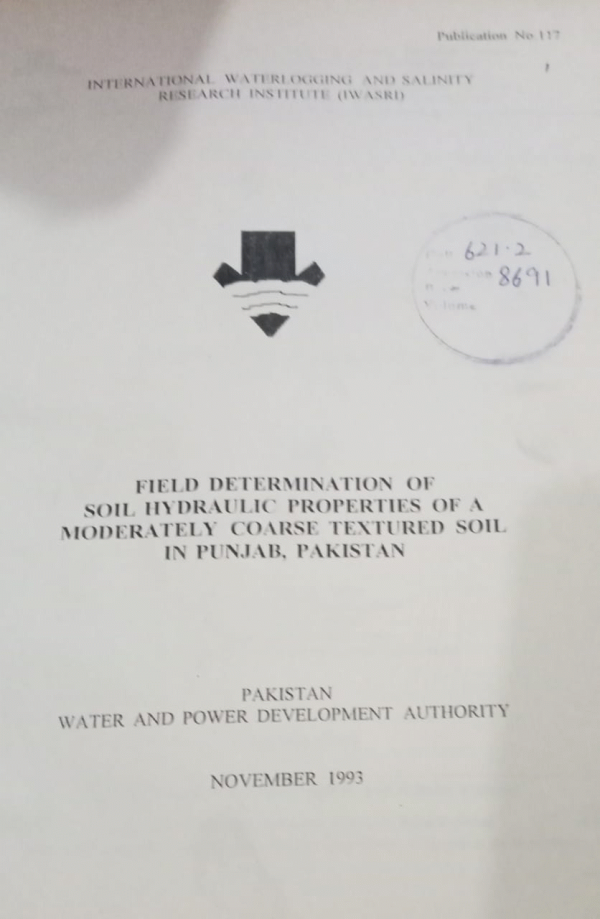 Publication No 117
INTERNATIONAL WATERLOGGING AND SALINITY
RESEARCH INSTITUTE (IWASRI)
621·2
8691
Volume
FIELD DETERMINATION OF
SOIL HYDRAULIC PROPERTIES OF A
MODERATELY COARSE TEXTURED SOIL
IN PUNJAB, PAKISTAN
PAKISTAN
WATER AND POWER DEVELOPMENT AUTHORITY
NOVEMBER 1993